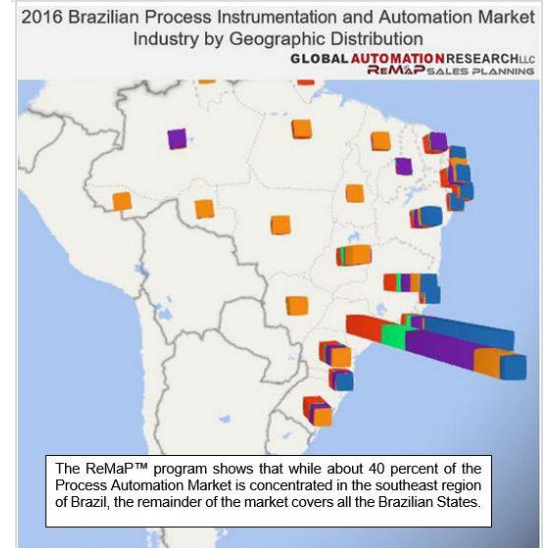 2016 Brazilian Process Instrumentation and Automation Market
Industry by Geographic Distribution
GLOBAL AUTOMATION RESEARCH LLC
REMAP SALES PLANNING
The ReMaP™ program shows that while about 40 percent of the
Process Automation Market is concentrated in the southeast region
of Brazil, the remainder of the market covers all the Brazilian States.